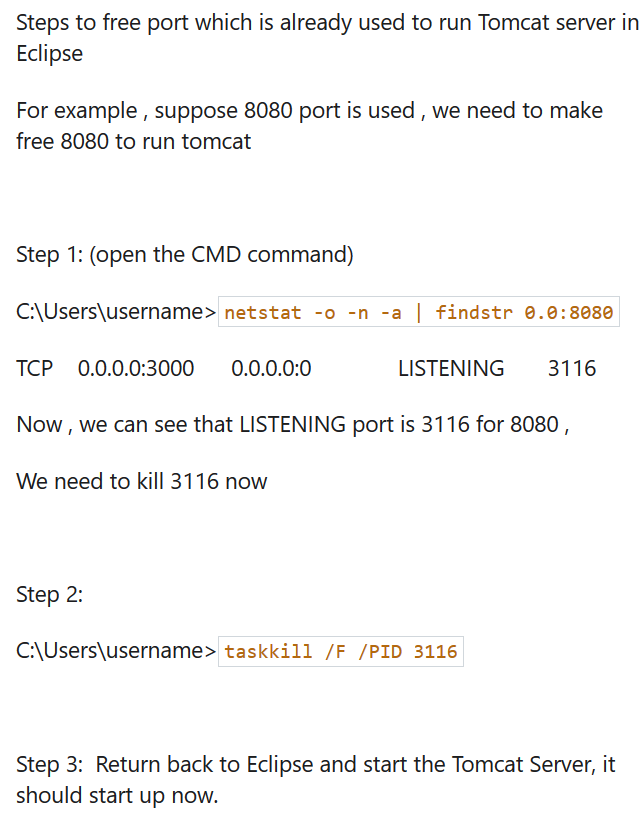 Steps to free port which is already used to run Tomcat server in
Eclipse
For example , suppose 8080 port is used , we need to make
free 8080 to run tomcat
Step 1: (open the CMD command)
C:\Users\username> netstat -o -n -a | findstr 0.0:8080
TCP 0.0.0.0:3000 0.0.0.0:0 LISTENING 3116
Now , we can see that LISTENING port is 3116 for 8080 ,
We need to kill 3116 now
Step 2:
C:\Users\username> taskkill /F /PID 3116
Step 3: Return back to Eclipse and start the Tomcat Server, it
should start up now.